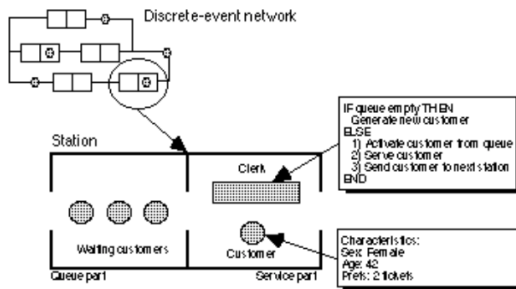 Discrete-event network
IF queue empty THEN
Generate new customer
ELSE
1) Activate customer from queue
2) Serve customer
3) Send customer to next station
END
Station
Clerk
Waiting customers
Customer
Queue part
Service part
Characteristics:
Sex: Female
Age: 42
Prefs: 2 tickets